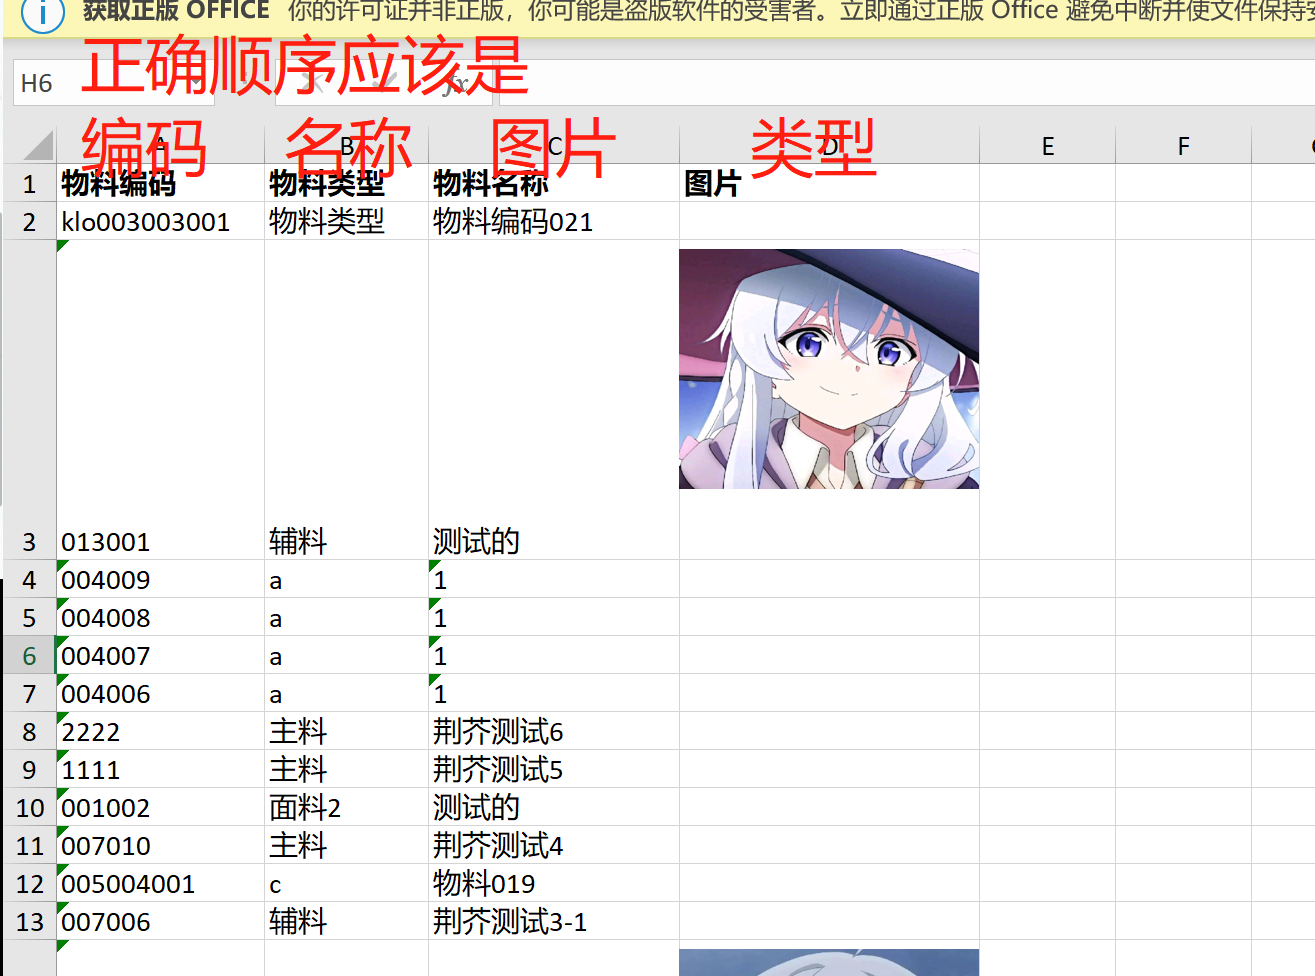 获取正版 OFFICE 你的许可证并非正版，你可能是盗版软件的受害者。立即通过正版 Office 避免中断并使文件保持安
正确顺序应该是
H6 fx
编码 名称 图片 类型
A B C D E F
1 物料编码 物料类型 物料名称 图片
2 klo003003001 物料类型 物料编码021
3 013001 辅料 测试的
4 004009 a 1
5 004008 a 1
6 004007 a 1
7 004006 a 1
8 2222 主料 荆芥测试6
9 1111 主料 荆芥测试5
10 001002 面料2 测试的
11 007010 主料 荆芥测试4
12 005004001 c 物料019
13 007006 辅料 荆芥测试3-1